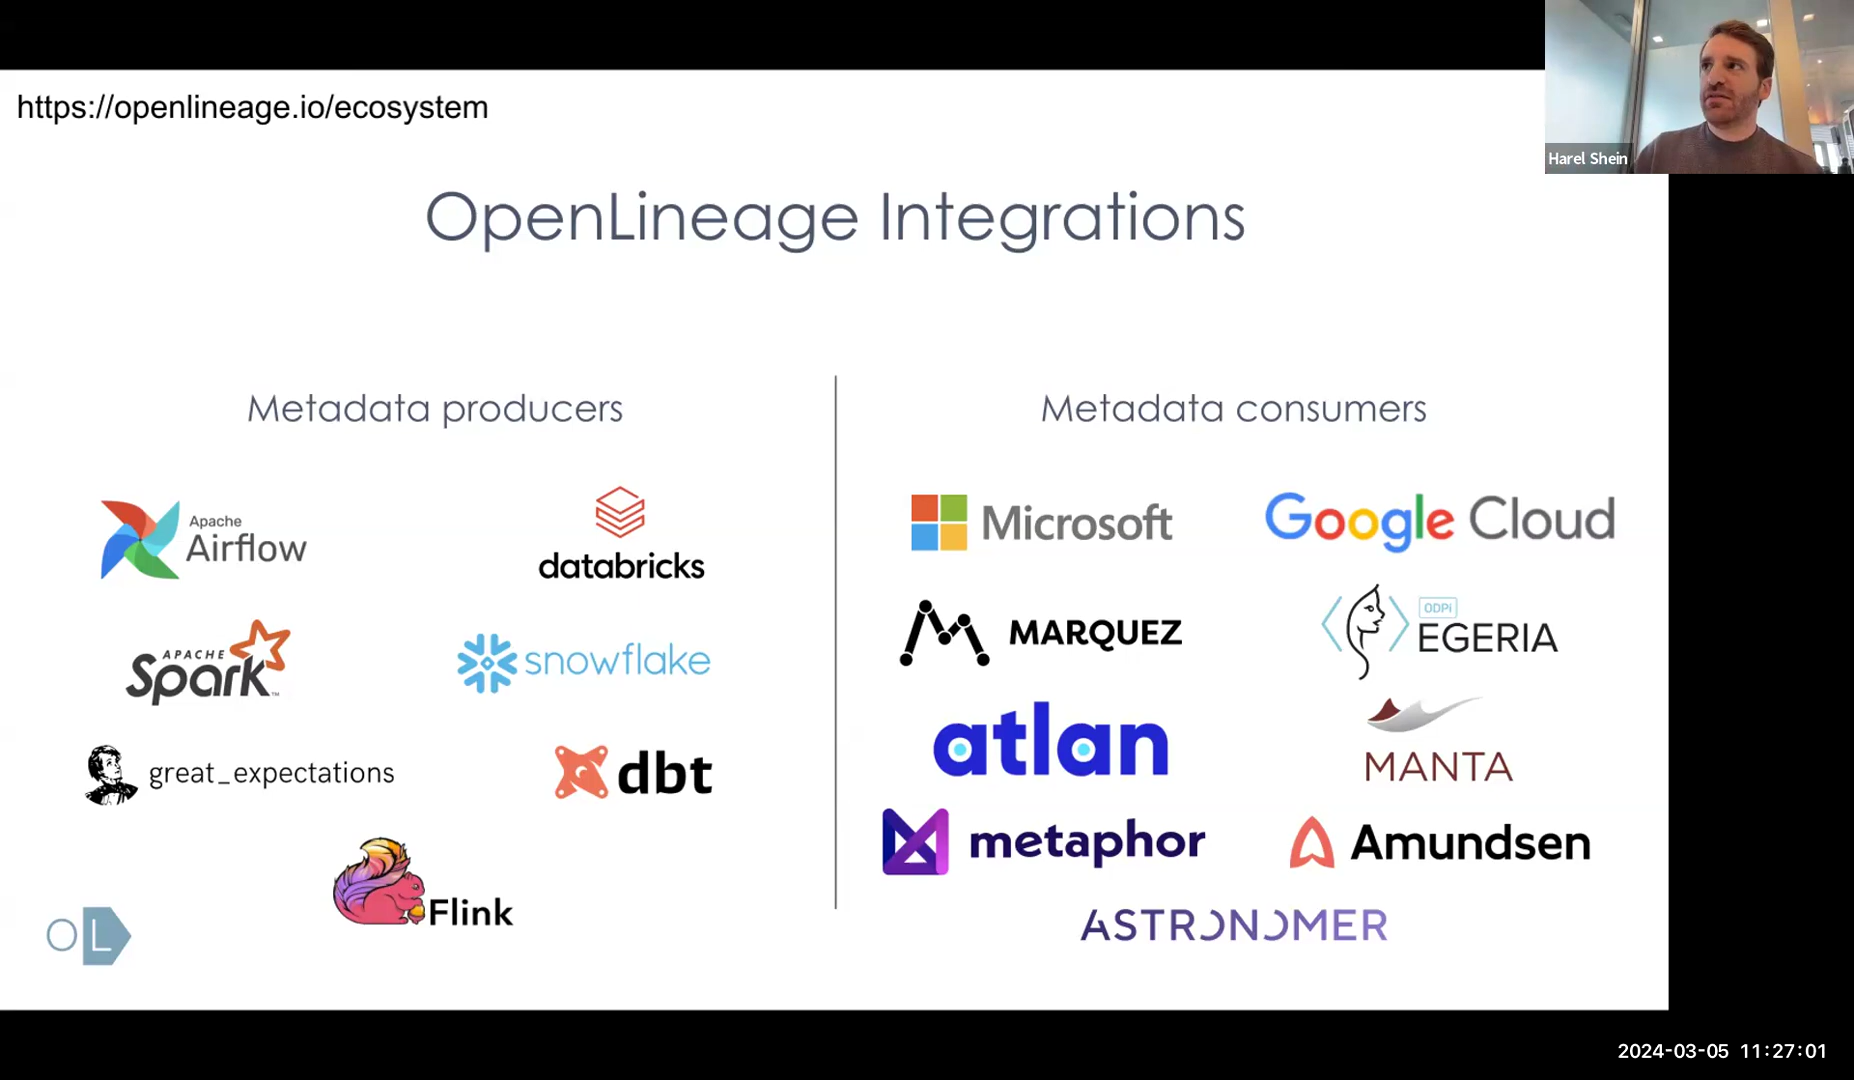 https://openlineage.io/ecosystem
Harel Shein
OpenLineage Integrations
Metadata producers
Metadata consumers
Apache
Airflow
databricks
Microsoft
Google Cloud
APACHE
Spark™
snowflake
MARQUEZ
ODPi
EGERIA
great_expectations
dbt
atlan
MANTA
Flink
metaphor
Amundsen
ASTRONOMER
OL
2024-03-05 11:27:01